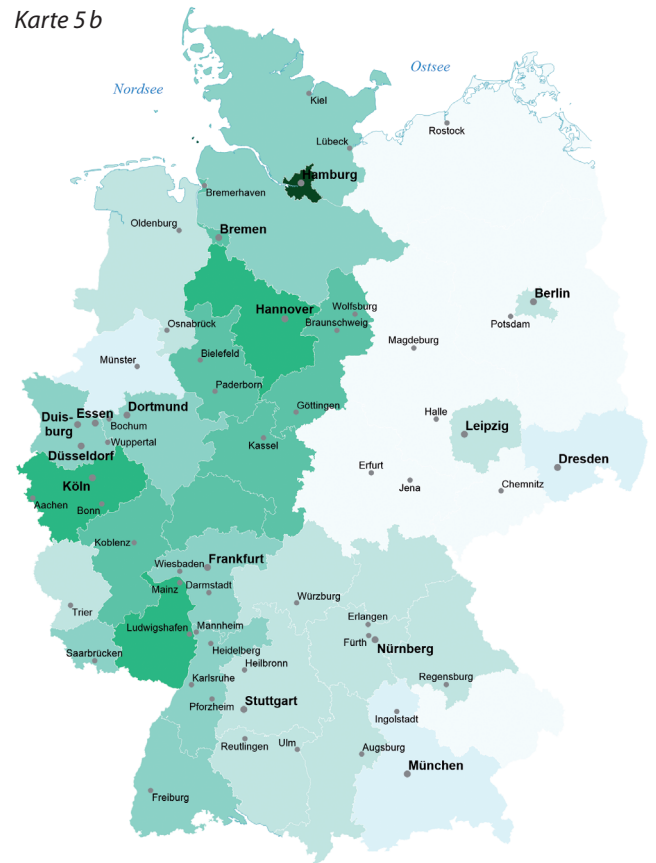 Karte 5 b
Nordsee
Ostsee
Kiel
Rostock
Lübeck
Hamburg
Bremerhaven
Oldenburg
Bremen
Berlin
Hannover
Wolfsburg
Braunschweig
Potsdam
Osnabrück
Magdeburg
Bielefeld
Münster
Paderborn
Göttingen
Dortmund
Essen
Duis-
burg
Bochum
Halle
Leipzig
Wuppertal
Kassel
Düsseldorf
Dresden
Köln
Erfurt
Jena
Chemnitz
Aachen
Bonn
Koblenz
Frankfurt
Wiesbaden
Mainz
Darmstadt
Würzburg
Trier
Erlangen
Ludwigshafen
Mannheim
Fürth
Nürnberg
Heidelberg
Saarbrücken
Heilbronn
Karlsruhe
Regensburg
Pforzheim
Stuttgart
Ingolstadt
Reutlingen
Ulm
Augsburg
München
Freiburg